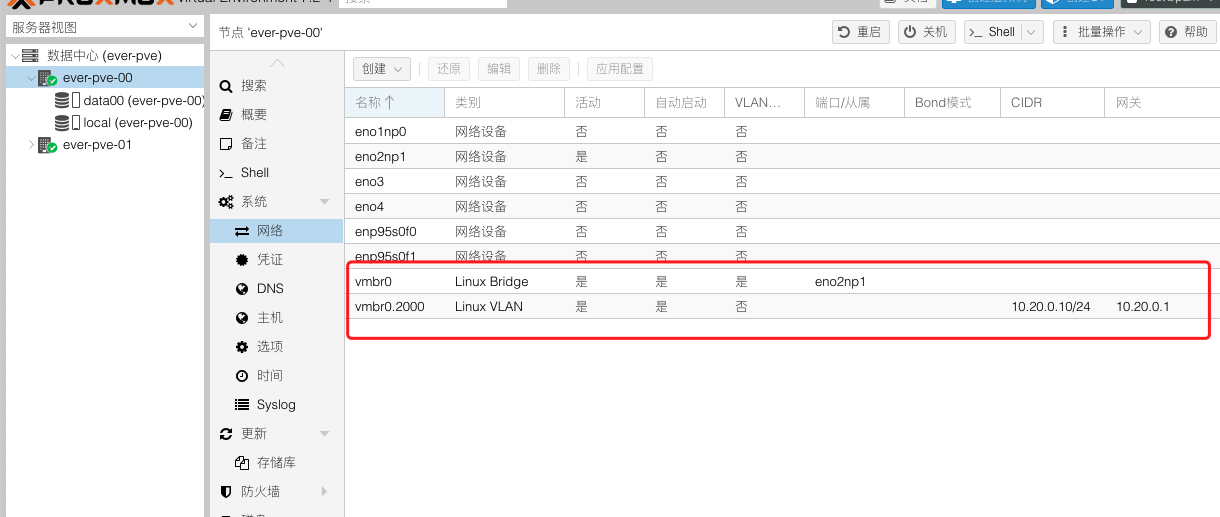 PROXMOX Virtual Environment 7.2-
搜索
服务器视图
数据中心 (ever-pve)
ever-pve-00
data00 (ever-pve-00)
local (ever-pve-00)
ever-pve-01
节点 'ever-pve-00'
重启 关机 Shell 批量操作 帮助
搜索
概要
备注
Shell
系统
网络
凭证
DNS
主机
选项
时间
Syslog
更新
存储库
防火墙
创建 还原 编辑 删除 应用配置
名称 类别 活动 自动启动 VLAN... 端口/从属 Bond模式 CIDR 网关
eno1np0 网络设备 否 否 否
eno2np1 网络设备 是 否 否
eno3 网络设备 否 否 否
eno4 网络设备 否 否 否
enp95s0f0 网络设备 否 否 否
enp95s0f1 网络设备 否 否 否
vmbr0 Linux Bridge 是 是 是 eno2np1
vmbr0.2000 Linux VLAN 是 是 否 10.20.0.10/24 10.20.0.1